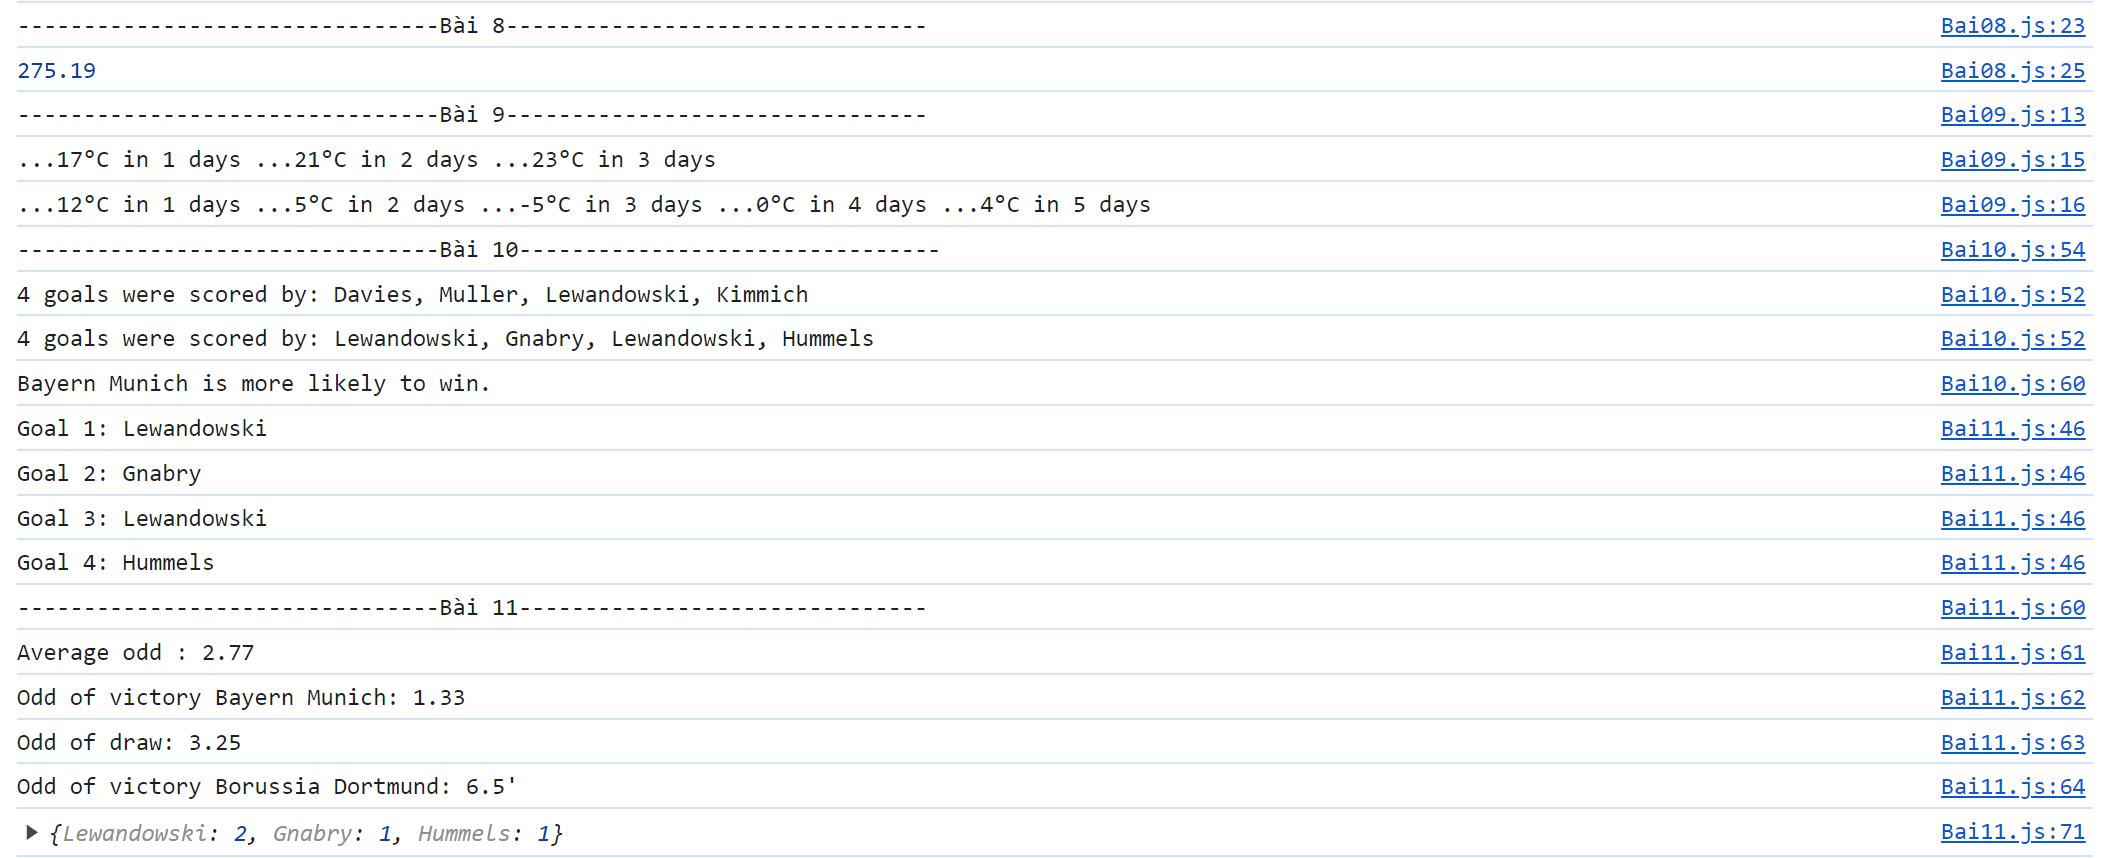 --------------------------------Bài 8-------------------------------- Bai08.js:23
275.19 Bai08.js:25
--------------------------------Bài 9-------------------------------- Bai09.js:13
...17°C in 1 days ...21°C in 2 days ...23°C in 3 days Bai09.js:15
...12°C in 1 days ...5°C in 2 days ...-5°C in 3 days ...0°C in 4 days ...4°C in 5 days Bai09.js:16
--------------------------------Bài 10-------------------------------- Bai10.js:54
4 goals were scored by: Davies, Muller, Lewandowski, Kimmich Bai10.js:52
4 goals were scored by: Lewandowski, Gnabry, Lewandowski, Hummels Bai10.js:52
Bayern Munich is more likely to win. Bai10.js:60
Goal 1: Lewandowski Bai11.js:46
Goal 2: Gnabry Bai11.js:46
Goal 3: Lewandowski Bai11.js:46
Goal 4: Hummels Bai11.js:46
--------------------------------Bài 11------------------------------- Bai11.js:60
Average odd : 2.77 Bai11.js:61
Odd of victory Bayern Munich: 1.33 Bai11.js:62
Odd of draw: 3.25 Bai11.js:63
Odd of victory Borussia Dortmund: 6.5' Bai11.js:64
{Lewandowski: 2, Gnabry: 1, Hummels: 1} Bai11.js:71